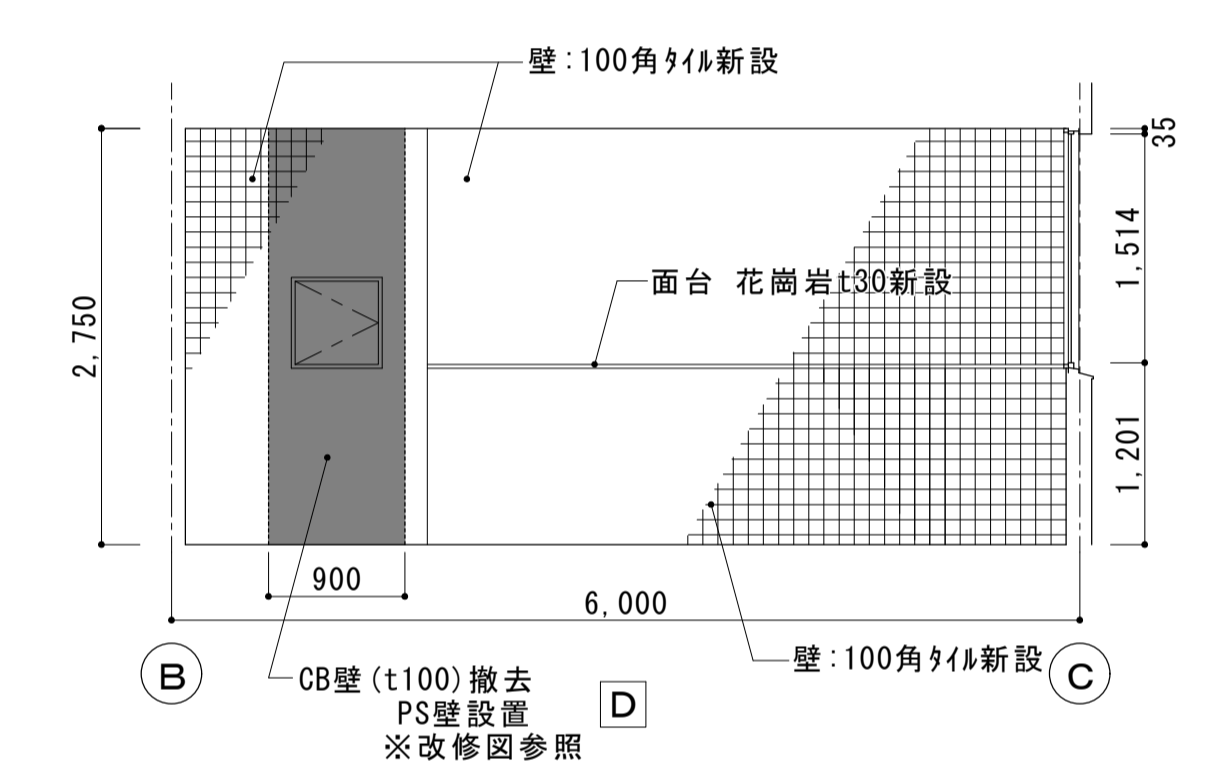 壁:100角ﾀｲﾙ新設
35
1,514
2,750
面台 花崗岩t30新設
1,201
900
6,000
B
C
壁:100角ﾀｲﾙ新設
CB壁(t100)撤去
PS壁設置
※改修図参照
D